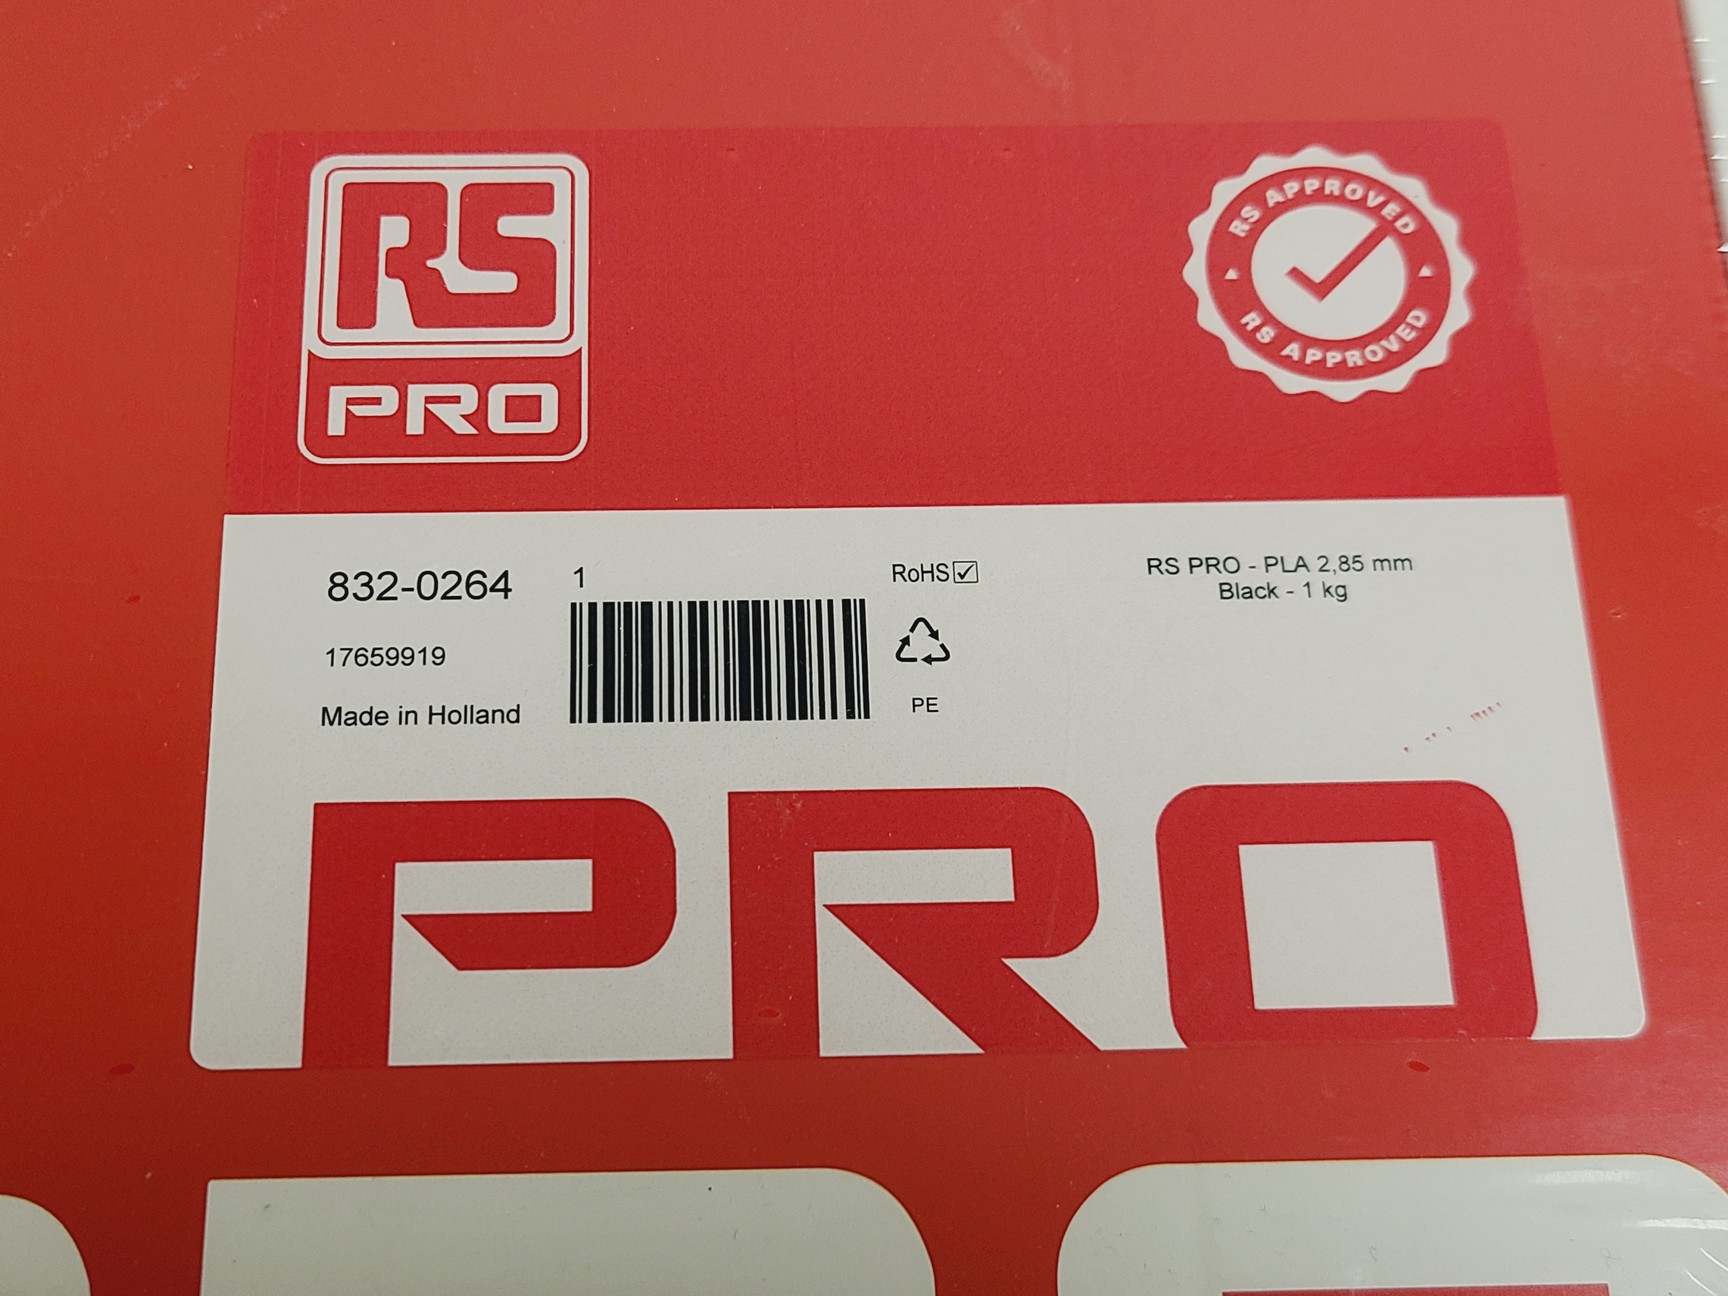 RS
PRO
RS APPROVED
RS APPROVED
832-0264
1
RoHS
RS PRO - PLA 2,85 mm
Black - 1 kg
17659919
Made in Holland
PE
PRO